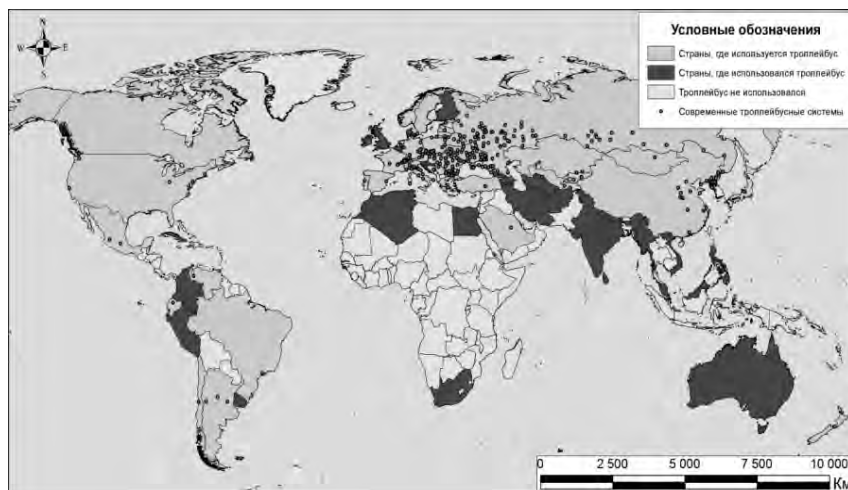 N
W E
S
Условные обозначения
Страны, где используется троллейбус
Страны, где использовался троллейбус
Троллейбус не использовался
Современные троллейбусные системы
0 2 500 5 000 7 500 10 000
Км